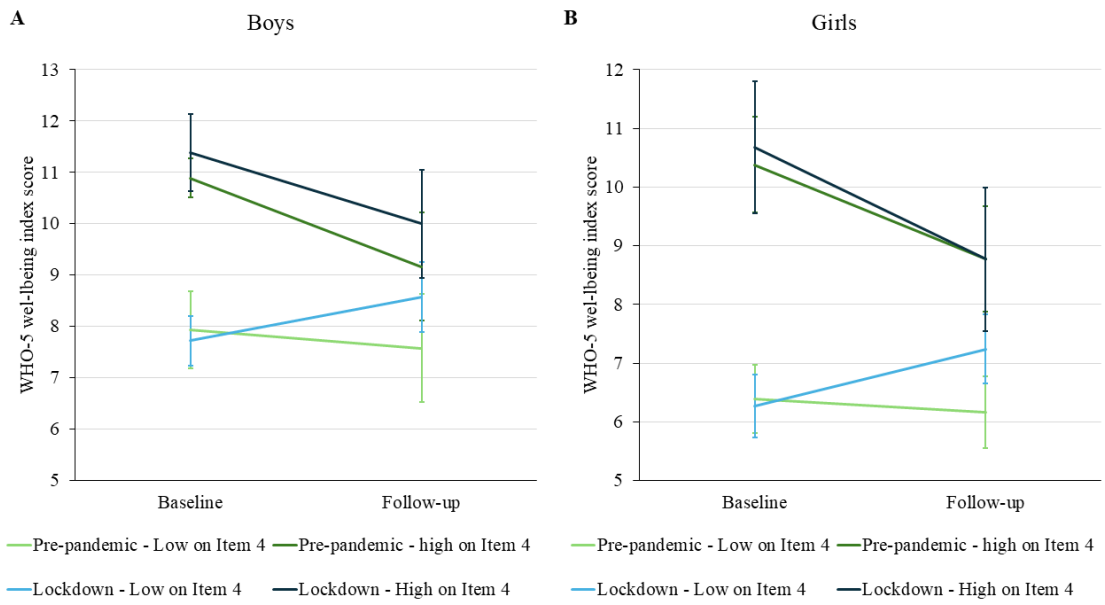 A
Boys
WHO-5 wel-lbeing index score
13
12
11
10
9
8
7
6
5
Baseline
Follow-up
Pre-pandemic - Low on Item 4
Pre-pandemic - high on Item 4
Lockdown - Low on Item 4
Lockdown - High on Item 4
B
Girls
WHO-5 wel-lbeing index score
12
11
10
9
8
7
6
5
Baseline
Follow-up
Pre-pandemic - Low on Item 4
Pre-pandemic - high on Item 4
Lockdown - Low on Item 4
Lockdown - High on Item 4